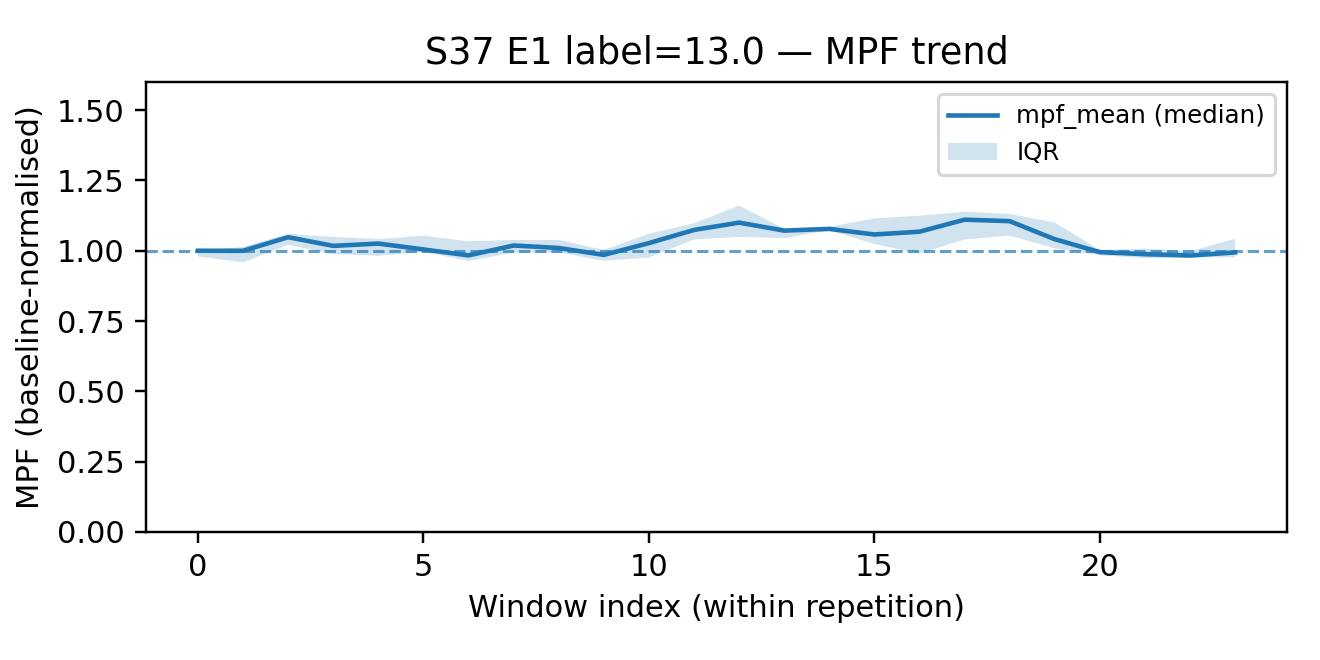 S37 E1 label=13.0 — MPF trend
mpf_mean (median)
IQR
MPF (baseline-normalised)
1.50
1.25
1.00
0.75
0.50
0.25
0.00
0 5 10 15 20
Window index (within repetition)